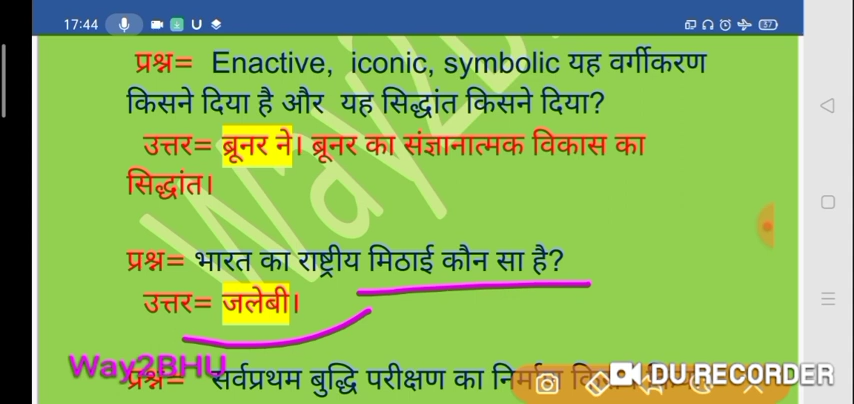 17:44
37
प्रश्न= Enactive, iconic, symbolic यह वर्गीकरण
किसने दिया है और यह सिद्धांत किसने दिया?
उत्तर= ब्रूनर ने। ब्रूनर का संज्ञानात्मक विकास का
सिद्धांत।
प्रश्न= भारत का राष्ट्रीय मिठाई कौन सा है?
उत्तर= जलेबी।
Way2BHU
प्रश्न= सर्वप्रथम बुद्धि परीक्षण का
DU RECORDER